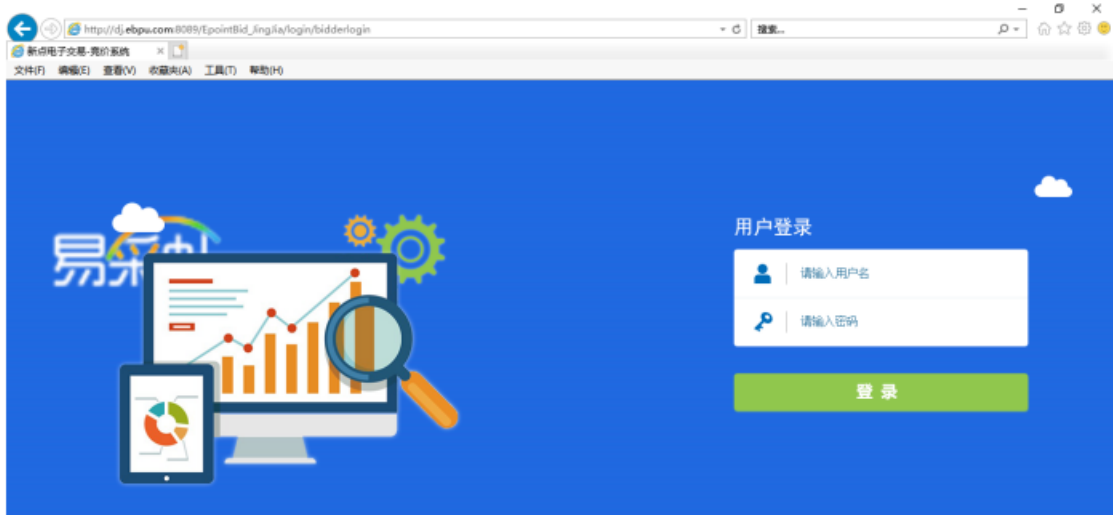 http://dj.ebpu.com:8089/EpointBid_JingJia/login/bidderlogin
搜索...
新点电子交易-竞价系统
文件(F) 编辑(E) 查看(V) 收藏夹(A) 工具(T) 帮助(H)
易采虹
用户登录
请输入用户名
请输入密码
登 录